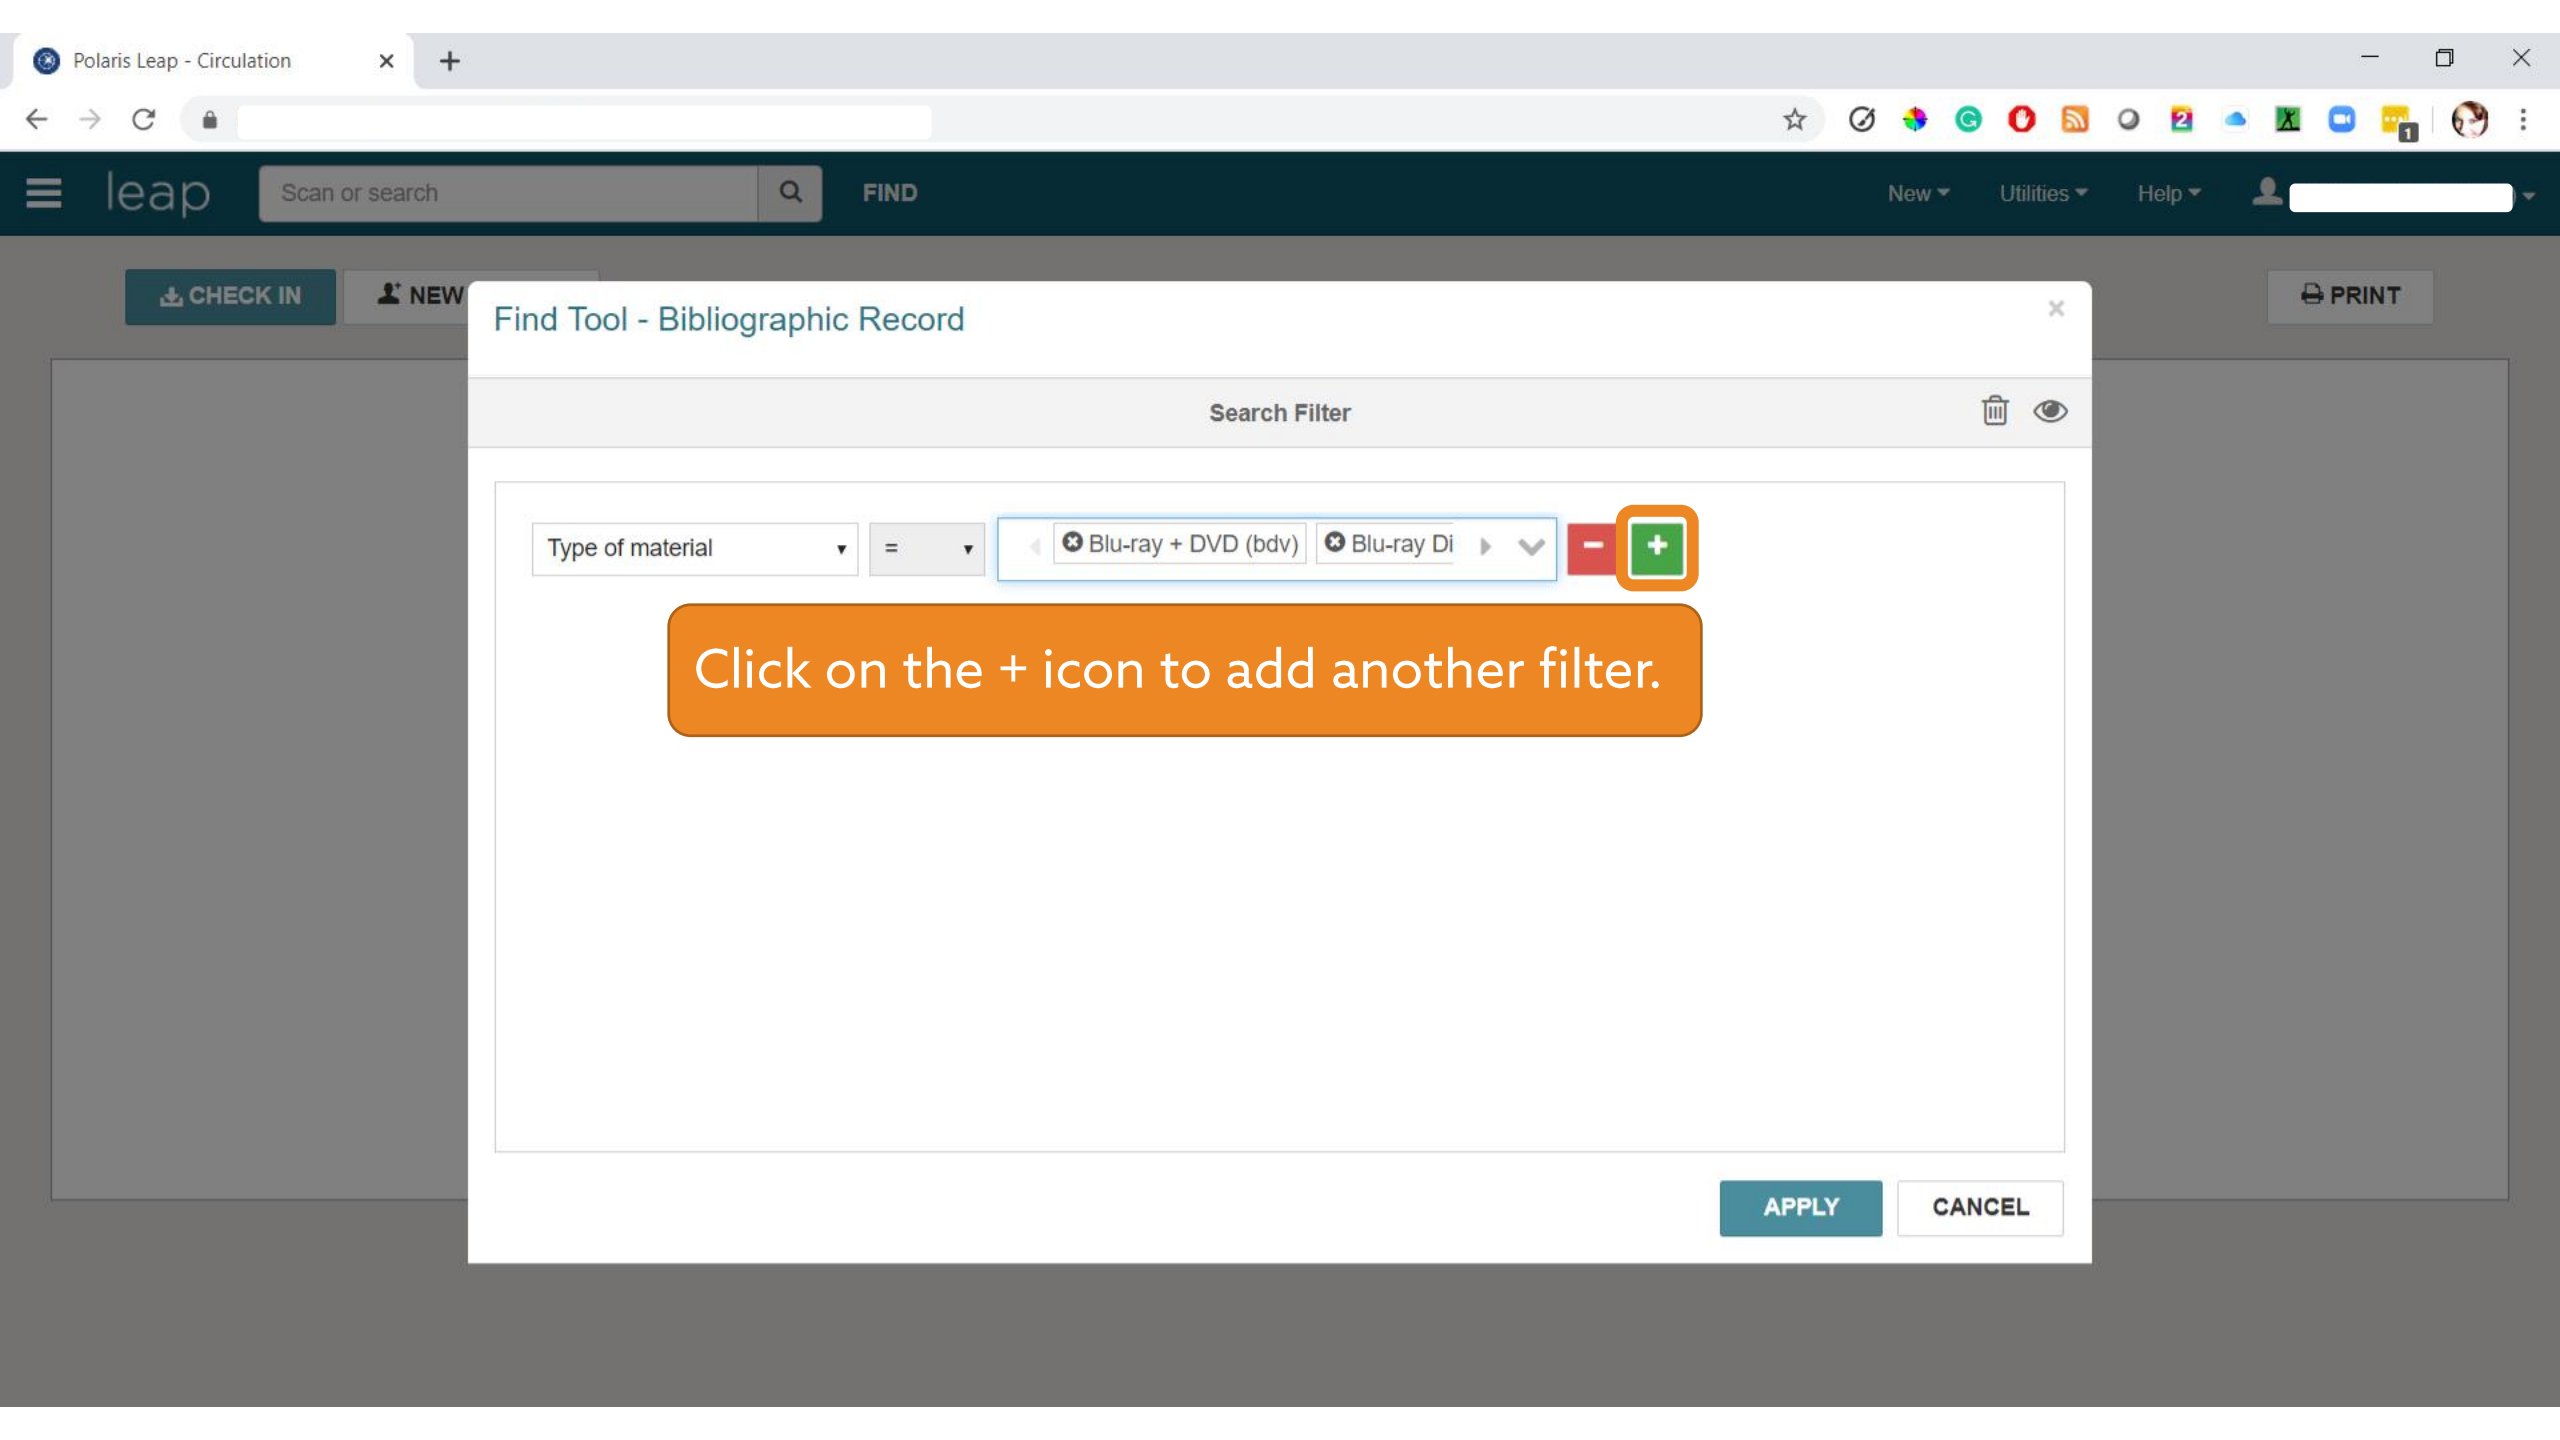 Polaris Leap - Circulation
leap Scan or search FIND New Utilities Help
CHECK IN NEW PRINT
Find Tool - Bibliographic Record
Search Filter
Type of material = Blu-ray + DVD (bdv) Blu-ray Di
Click on the + icon to add another filter.
APPLY CANCEL